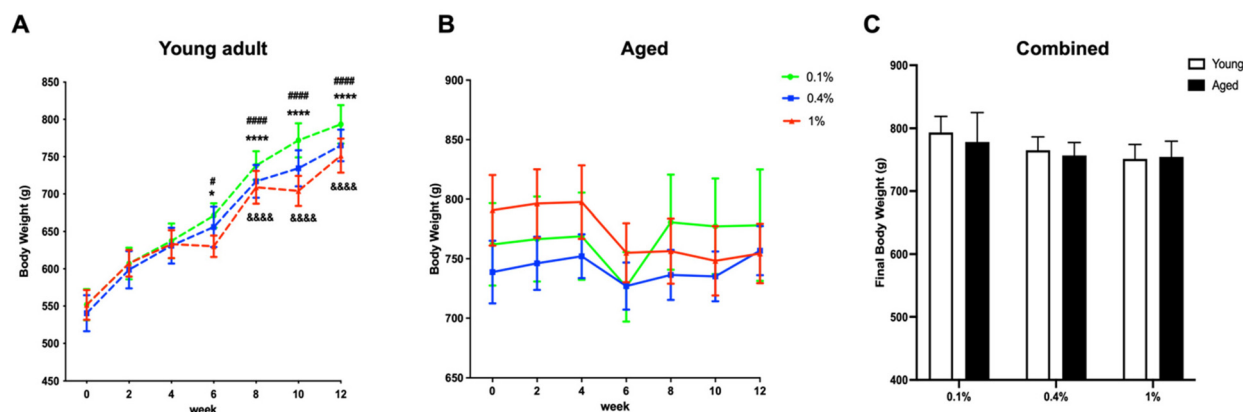 A
Young adult
Body Weight (g)
850
800
750
700
650
600
550
500
450
####
****
####
****
####
****
#
*
&&&&
&&&&
&&&&
0 2 4 6 8 10 12
week
B
Aged
Body Weight (g)
900
850
800
750
700
650
0.1%
0.4%
1%
0 2 4 6 8 10 12
week
C
Combined
Final Body Weight (g)
900
800
700
600
500
400
Young
Aged
0.1% 0.4% 1%